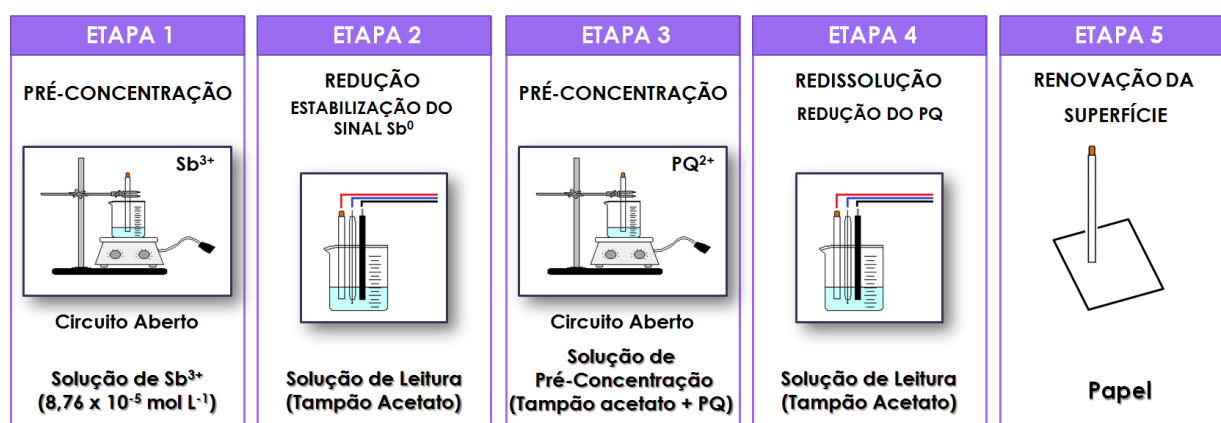 ETAPA 1
PRÉ-CONCENTRAÇÃO
Sb³⁺
Circuito Aberto
Solução de Sb³⁺
(8,76 x 10⁻⁵ mol L⁻¹)
ETAPA 2
REDUÇÃO
ESTABILIZAÇÃO DO
SINAL Sb⁰
Solução de Leitura
(Tampão Acetato)
ETAPA 3
PRÉ-CONCENTRAÇÃO
PQ²⁺
Circuito Aberto
Solução de
Pré-Concentração
(Tampão acetato + PQ)
ETAPA 4
REDISSOLUÇÃO
REDUÇÃO DO PQ
Solução de Leitura
(Tampão Acetato)
ETAPA 5
RENOVAÇÃO DA
SUPERFÍCIE
Papel